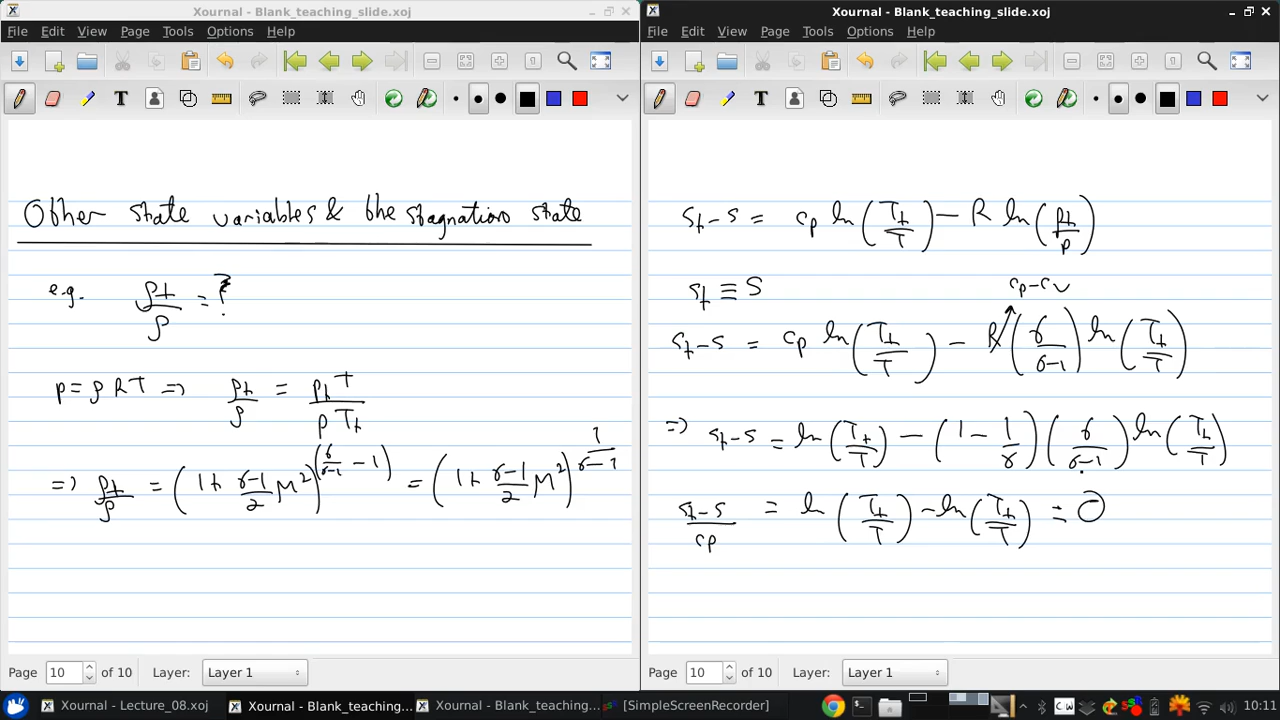 Xournal - Blank_teaching_slide.xoj
File Edit View Page Tools Options Help
Other state variables & the stagnation state
e.g. ρt/ρ = ?
p = ρRT => ρt/ρ = pt T / p Tt
=> ρt/ρ = (1 + γ-1/2 M²)^(γ/γ-1 - 1) = (1 + γ-1/2 M²)^1/γ-1
Page 10 of 10 Layer: Layer 1
Xournal - Blank_teaching_slide.xoj
File Edit View Page Tools Options Help
st - s = cp ln(Tt/T) - R ln(pt/p)
st ≡ s
cp - cv
st - s = cp ln(Tt/T) - R(γ/γ-1) ln(Tt/T)
=> st - s = ln(Tt/T) - (1 - 1/γ)(γ/γ-1) ln(Tt/T)
st - s/cp = ln(Tt/T) - ln(Tt/T) = 0
Page 10 of 10 Layer: Layer 1
Xournal - Lecture_08.xoj Xournal - Blank_teaching... Xournal - Blank_teaching... [SimpleScreenRecorder] 10:11